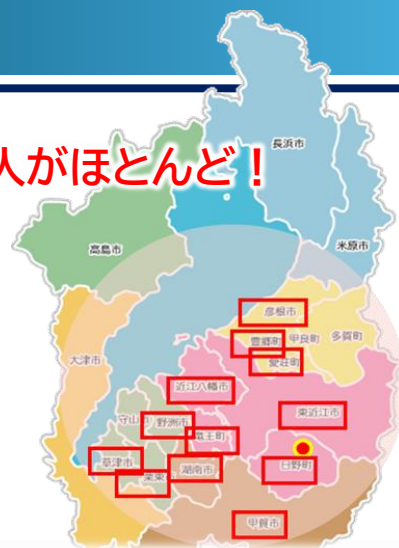 人がほとんど！
長浜市
高島市
米原市
彦根市
豊郷町
甲良町
多賀町
愛荘町
大津市
近江八幡市
東近江市
守山市
野洲市
竜王町
草津市
栗東市
湖南市
日野町
甲賀市